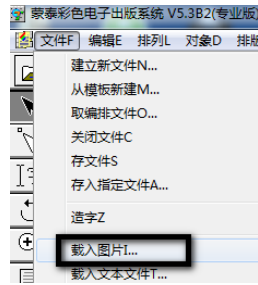 蒙泰彩色电子出版系统 V5.3B2(专业版)
文件F 编辑E 排列L 对象D 排版
建立新文件N...
从模板新建M...
取编排文件O...
关闭文件C
存文件S
存入指定文件A...
造字Z
载入图片I...
载入文本文件T...